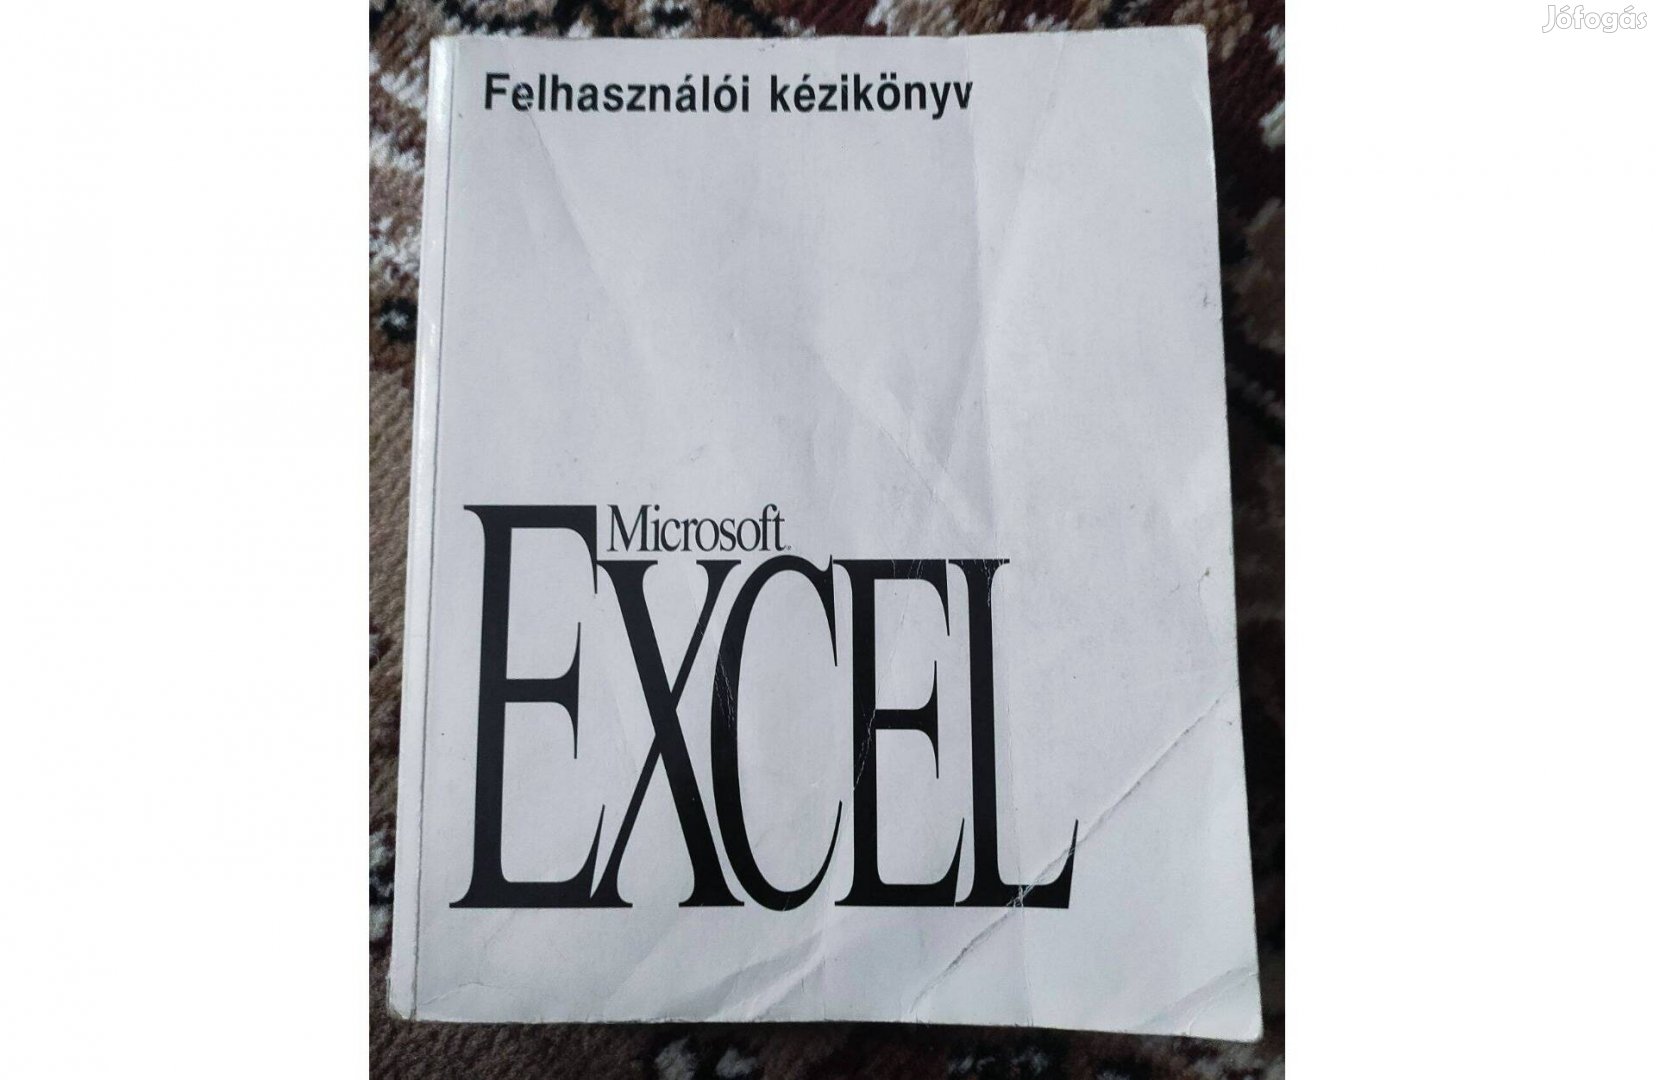 Jófogás
Felhasználói kézikönyv
Microsoft
EXCEL